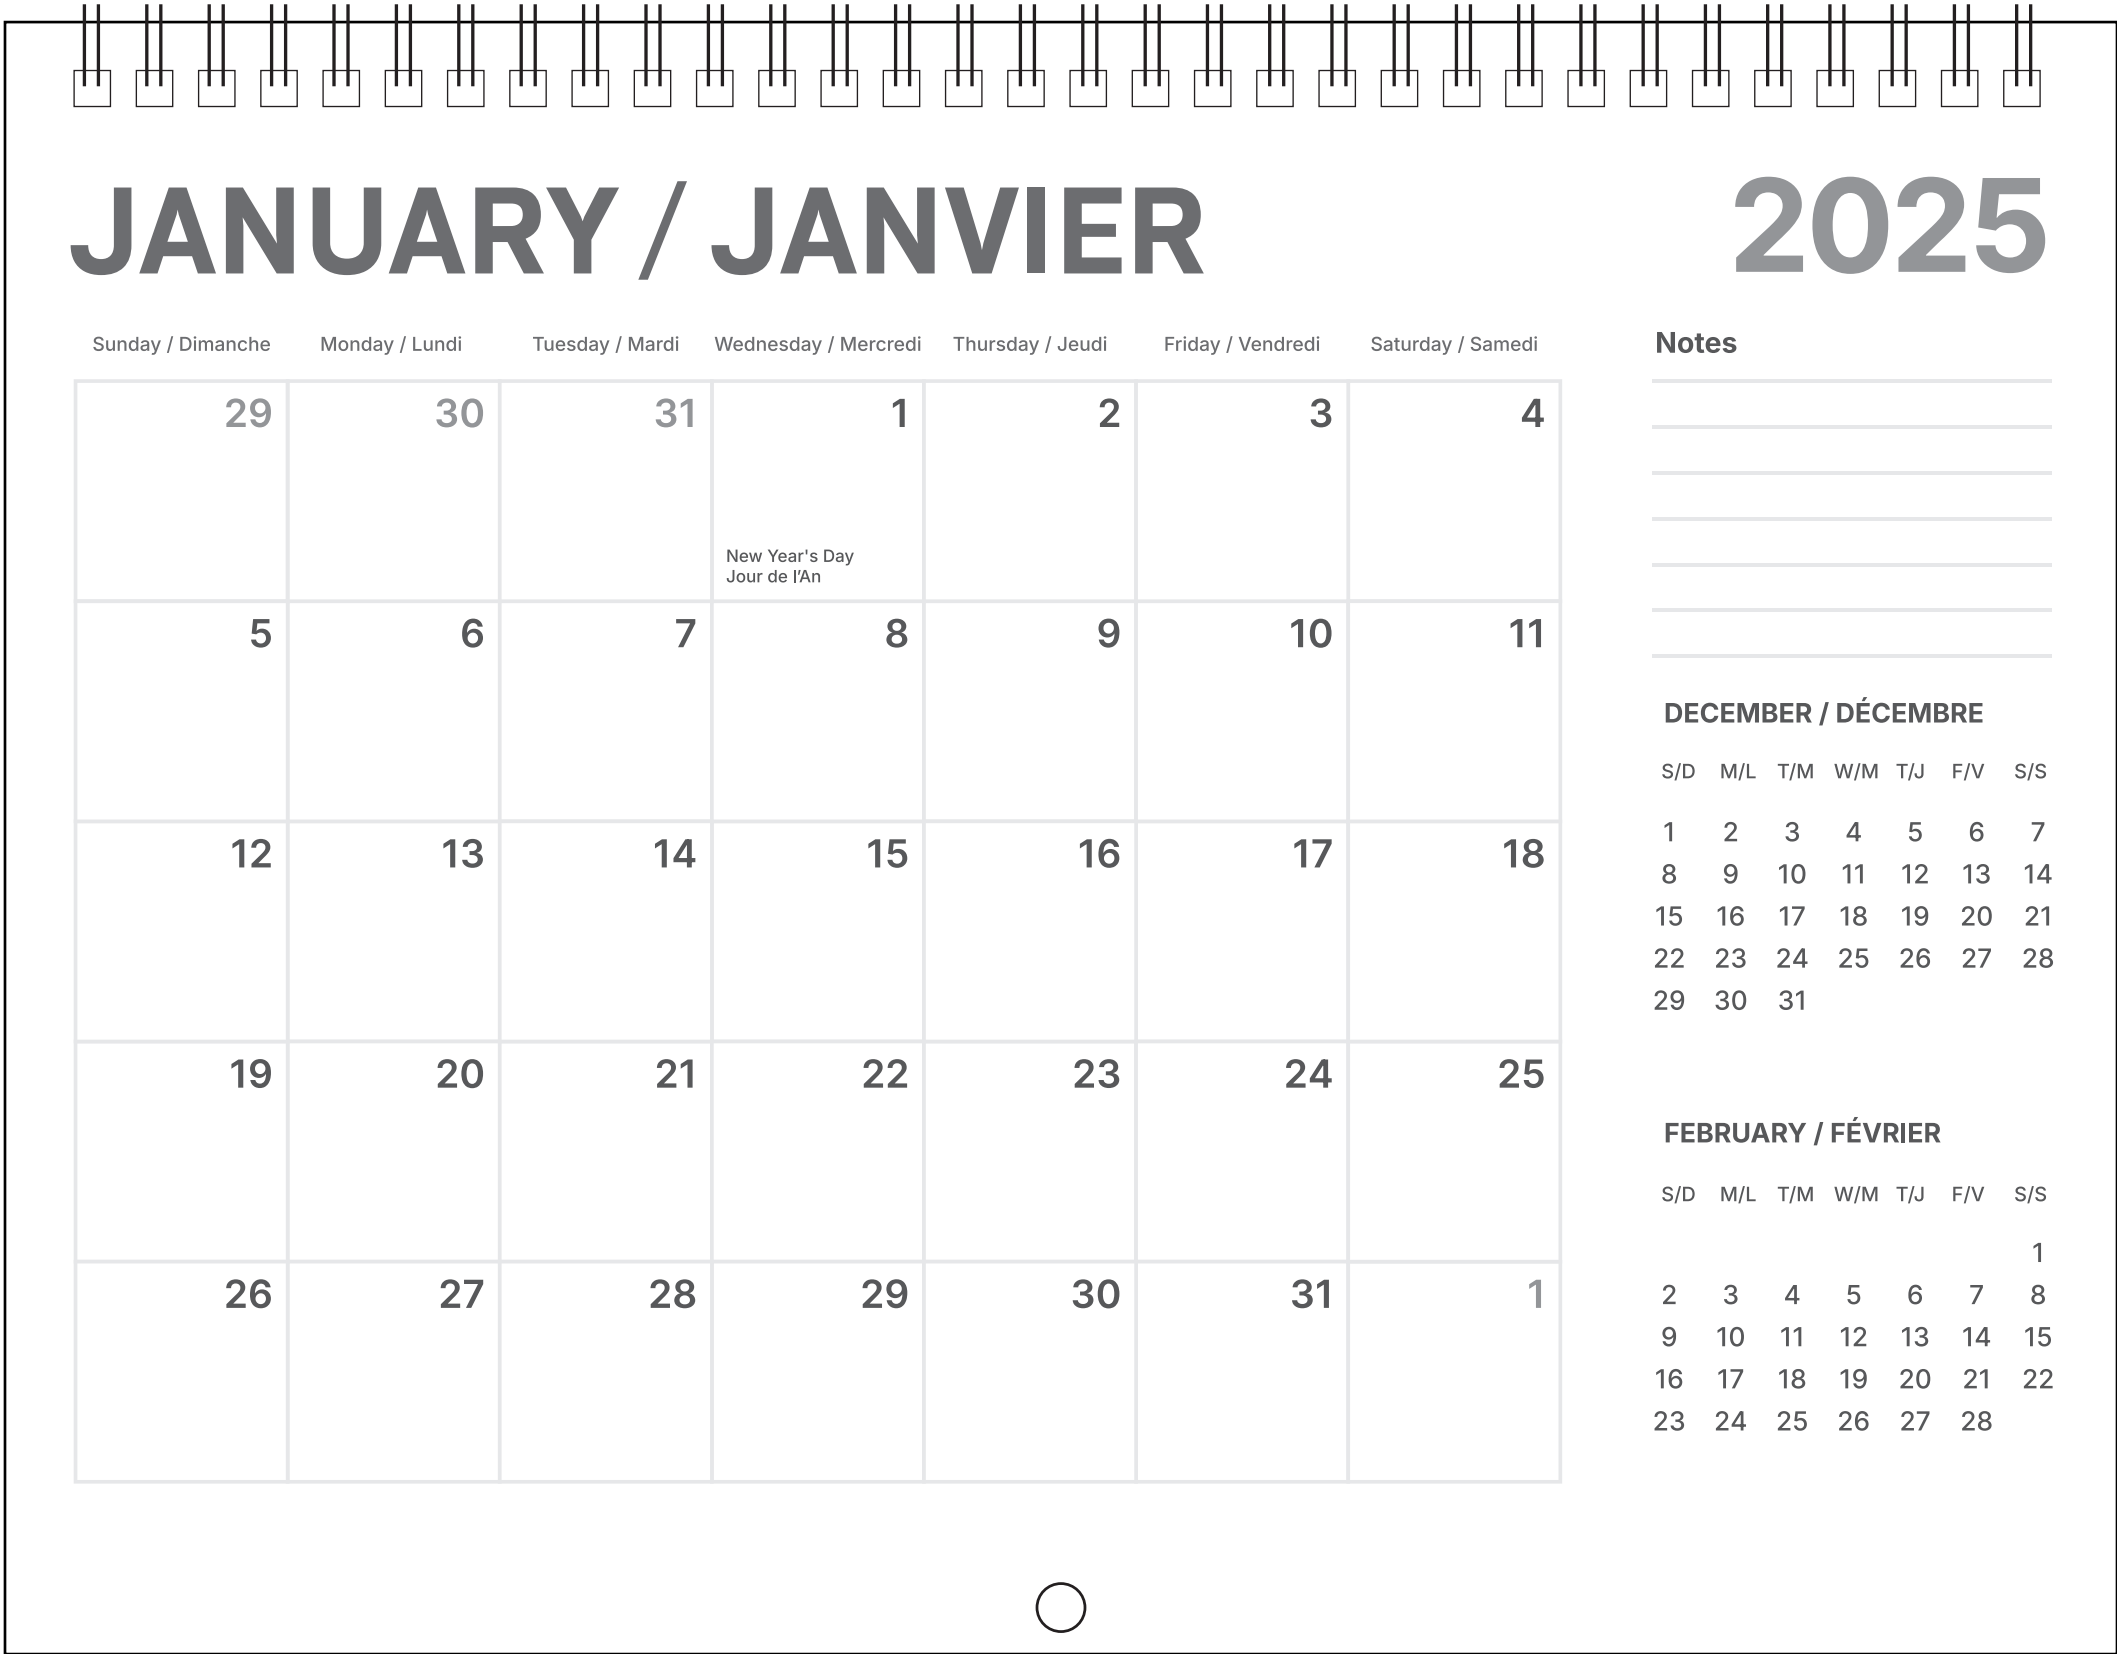 JANUARY / JANVIER 2025
Sunday / Dimanche Monday / Lundi Tuesday / Mardi Wednesday / Mercredi Thursday / Jeudi Friday / Vendredi Saturday / Samedi
29 30 31 1 2 3 4
New Year's Day
Jour de l’An
5 6 7 8 9 10 11
12 13 14 15 16 17 18
19 20 21 22 23 24 25
26 27 28 29 30 31 1
Notes
DECEMBER / DÉCEMBRE
S/D M/L T/M W/M T/J F/V S/S
1 2 3 4 5 6 7
8 9 10 11 12 13 14
15 16 17 18 19 20 21
22 23 24 25 26 27 28
29 30 31
FEBRUARY / FÉVRIER
S/D M/L T/M W/M T/J F/V S/S
1
2 3 4 5 6 7 8
9 10 11 12 13 14 15
16 17 18 19 20 21 22
23 24 25 26 27 28